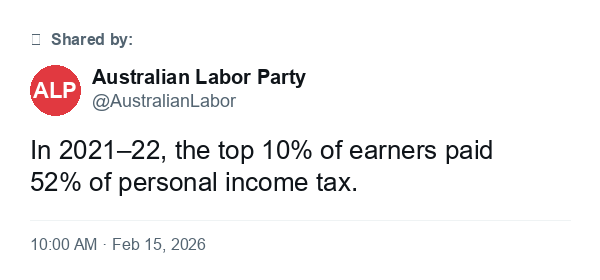 Shared by:
ALP
Australian Labor Party
@AustralianLabor
In 2021–22, the top 10% of earners paid
52% of personal income tax.
10:00 AM · Feb 15, 2026